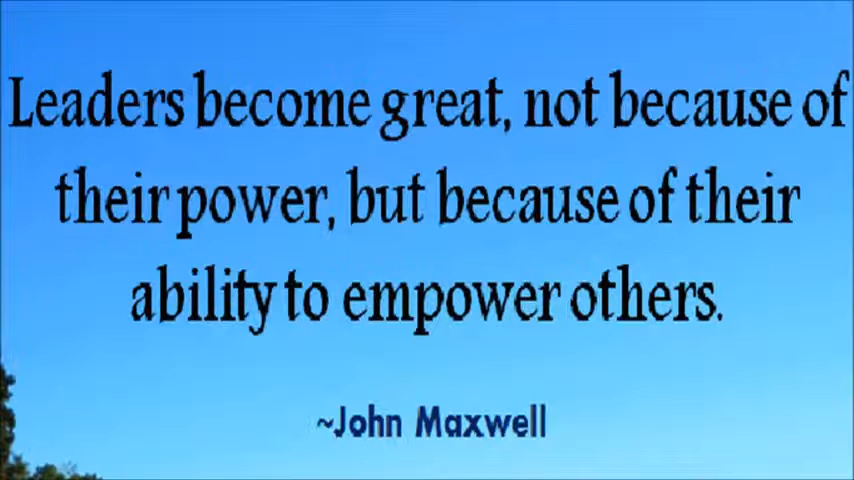 Leaders become great, not because of
their power, but because of their
ability to empower others.
~John Maxwell